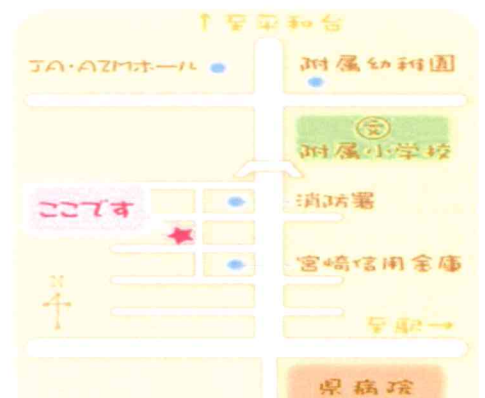 ↑至平和台
JA・AZMホール
附属幼稚園
文
附属小学校
ここです
消防署
宮崎信用金庫
N
至駅→
県病院